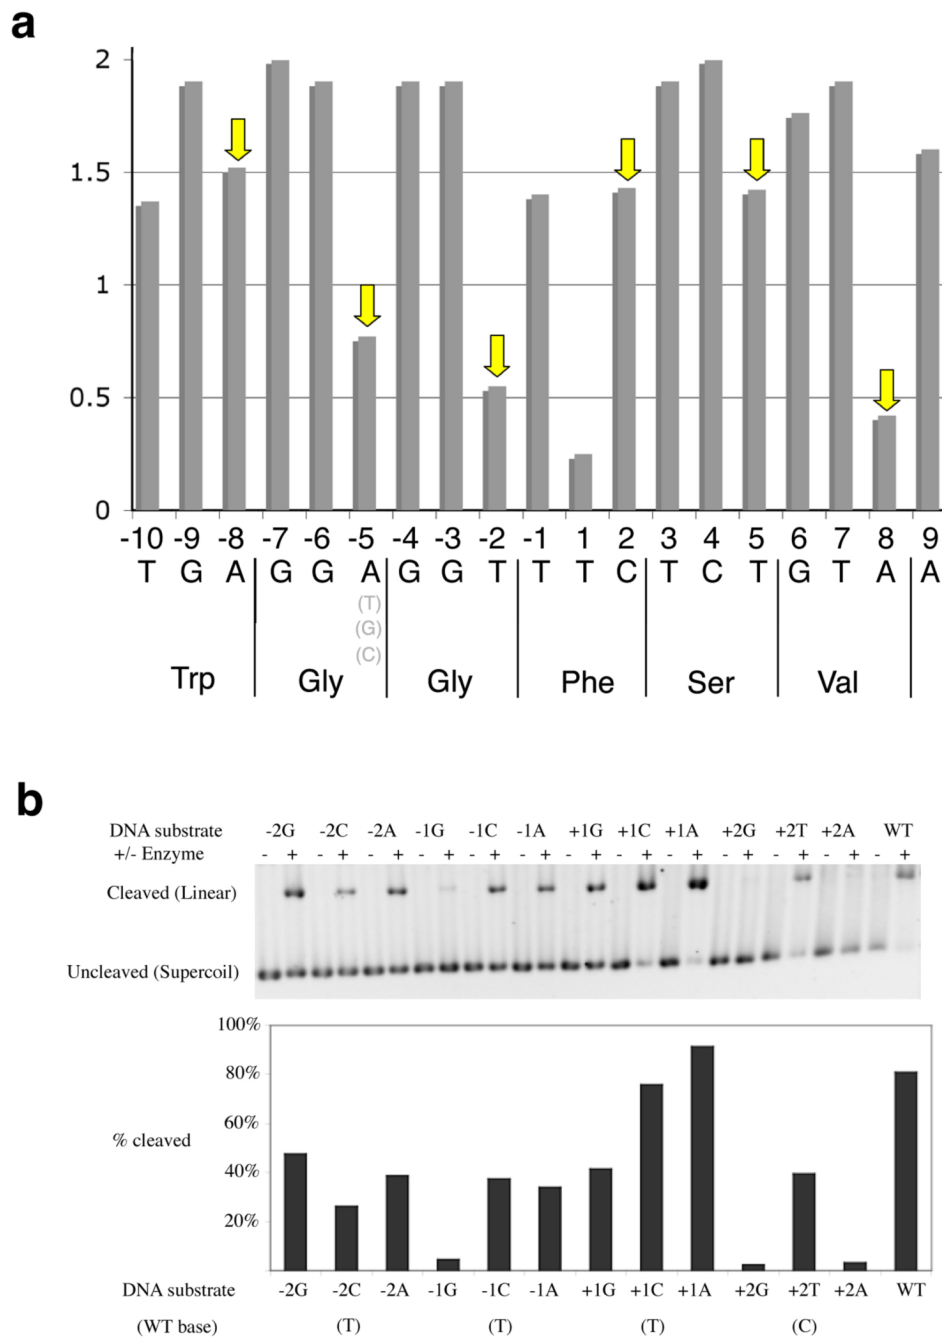 a
2
1.5
1
0.5
0
-10 -9 -8 -7 -6 -5 -4 -3 -2 -1 1 2 3 4 5 6 7 8 9
T G A G G A G G T T T C T C T G T A A
(T)
(G)
(C)
Trp Gly Gly Phe Ser Val
b
DNA substrate -2G -2C -2A -1G -1C -1A +1G +1C +1A +2G +2T +2A WT
+/- Enzyme - + - + - + - + - + - + - + - + - + - + - + - + - +
Cleaved (Linear)
Uncleaved (Supercoil)
100%
80%
60%
% cleaved
40%
20%
DNA substrate -2G -2C -2A -1G -1C -1A +1G +1C +1A +2G +2T +2A WT
(WT base) (T) (T) (T) (C)